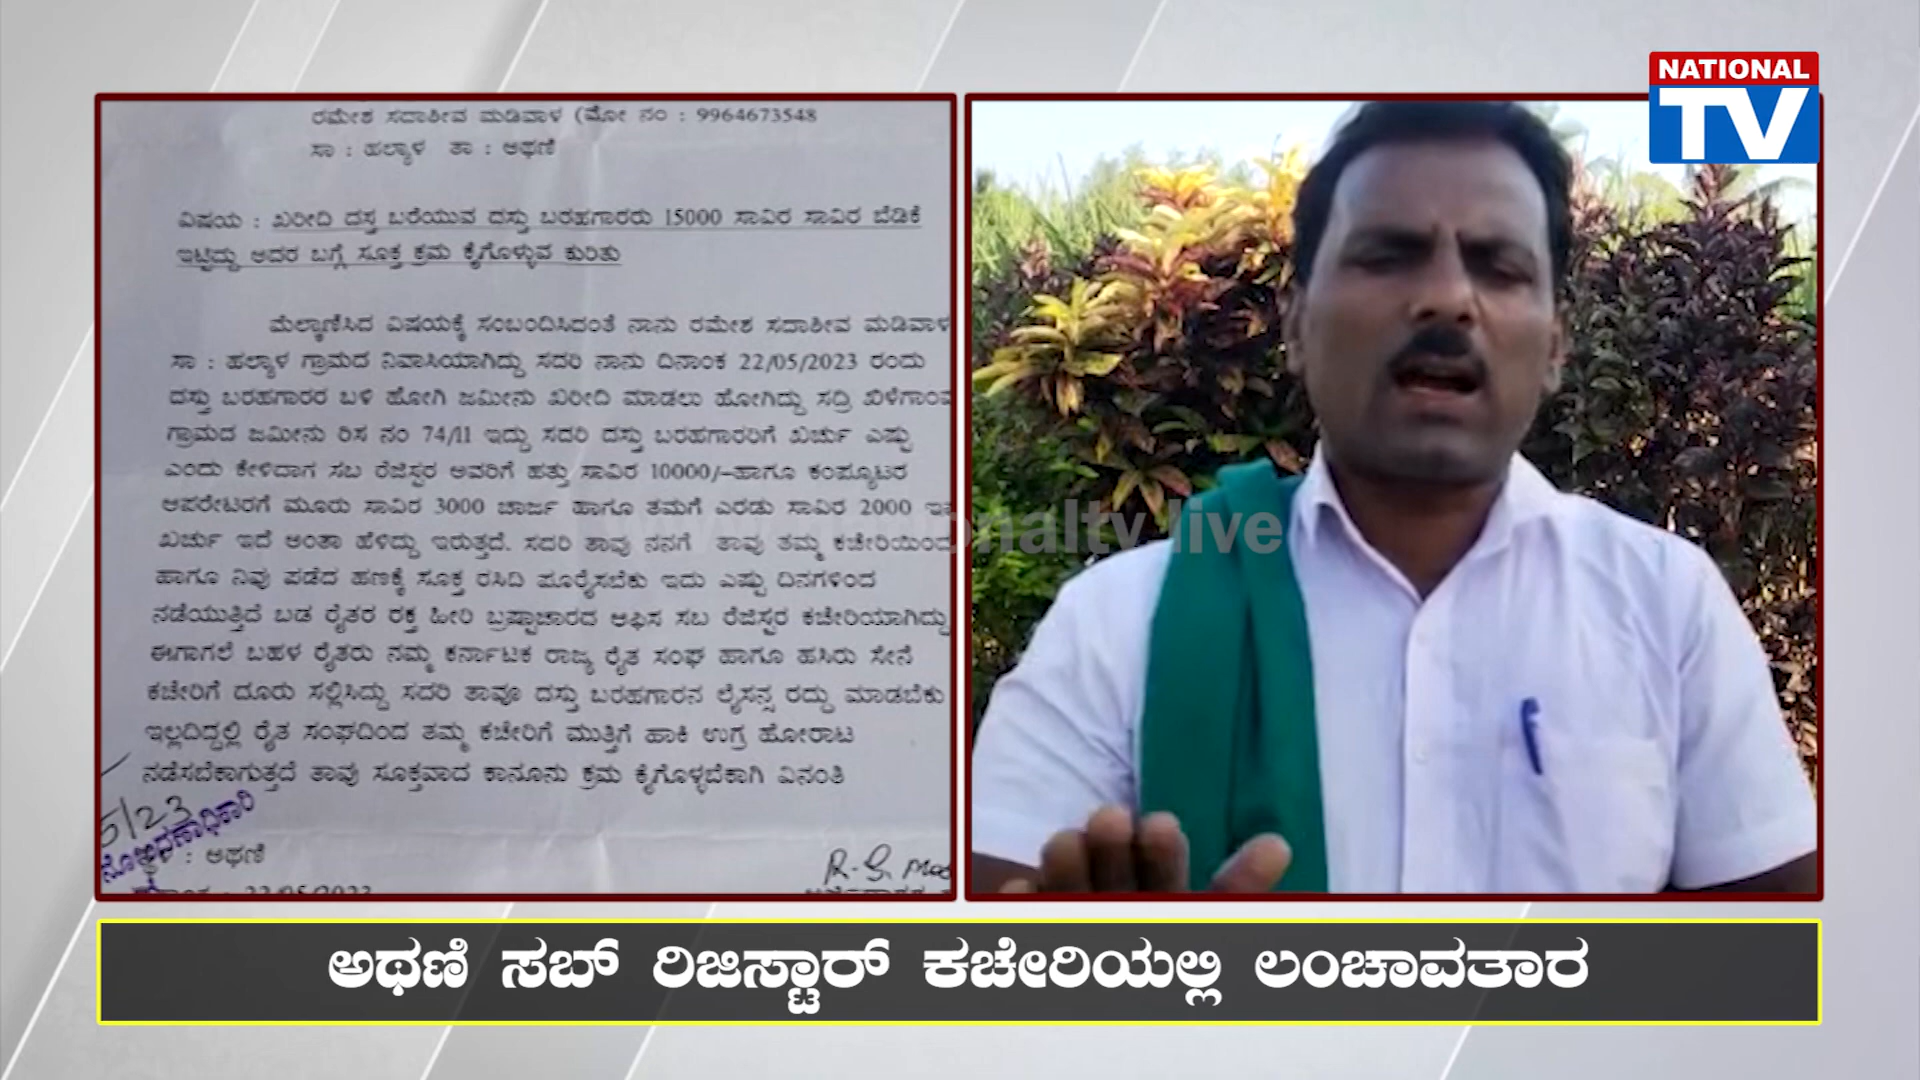 NATIONAL
TV
ರಮೇಶ ಸದಾಶೀವ ಮಡಿವಾಳ (ಮೋ ನಂ : 9964673548
ಸಾ : ಹಲ್ಯಾಳ ತಾ : ಅಥಣಿ
ವಿಷಯ : ಖರೀದಿ ದಸ್ತ ಬರೆಯುವ ದಸ್ತು ಬರಹಗಾರರು 15000 ಸಾವಿರ ಸಾವಿರ ಬೆಡಿಕೆ
ಇಟ್ಟಿದ್ದು ಅದರ ಬಗ್ಗೆ ಸೂಕ್ತ ಕ್ರಮ ಕೈಗೊಳ್ಳುವ ಕುರಿತು
ಮೆಲ್ಕಾಣಿಸಿದ ವಿಷಯಕ್ಕೆ ಸಂಬಂದಿಸಿದಂತೆ ನಾನು ರಮೇಶ ಸದಾಶೀವ ಮಡಿವಾಳ
ಸಾ : ಹಲ್ಯಾಳ ಗ್ರಾಮದ ನಿವಾಸಿಯಾಗಿದ್ದು ಸದರಿ ನಾನು ದಿನಾಂಕ 22/05/2023 ರಂದು
ದಸ್ತು ಬರಹಗಾರರ ಬಳಿ ಹೋಗಿ ಜಮೀನು ಖರೀದಿ ಮಾಡಲು ಹೋಗಿದ್ದು ಸದ್ರಿ ಖಿಳೆಗಾಂವ
ಗ್ರಾಮದ ಜಮೀನು ರಿಸ ನಂ 74/11 ಇದ್ದು ಸದರಿ ದಸ್ತು ಬರಹಗಾರರಿಗೆ ಖರ್ಚು ಎಷ್ಟು
ಎಂದು ಕೇಳಿದಾಗ ಸಬ ರೆಜಿಸ್ಟರ ಅವರಿಗೆ ಹತ್ತು ಸಾವಿರ 10000/-ಹಾಗೂ ಕಂಪ್ಯೂಟರ
ಆಪರೇಟರಗೆ ಮೂರು ಸಾವಿರ 3000 ಚಾರ್ಜ ಹಾಗೂ ತಮಗೆ ಎರಡು ಸಾವಿರ 2000
ಖರ್ಚು ಇದೆ ಅಂತಾ ಹೆಳಿದ್ದು ಇರುತ್ತದೆ. ಸದರಿ ತಾವು ನನಗೆ ತಾವು ತಮ್ಮ ಕಚೇರಿಯಿಂದ
ಹಾಗೂ ನಿವು ಪಡೆದ ಹಣಕ್ಕೆ ಸೂಕ್ತ ರಸಿದಿ ಪೂರೈಸಬೆಕು ಇದು ಎಷ್ಟು ದಿನಗಳಿಂದ
ನಡೆಯುತ್ತಿದೆ ಬಡ ರೈತರ ರಕ್ತ ಹೀರಿ ಬ್ರಷ್ಟಾಚಾರದ ಆಫಿಸ ಸಬ ರೆಜಿಸ್ಟರ ಕಚೇರಿಯಾಗಿದ್ದು
ಈಗಾಗಲೆ ಬಹಳ ರೈತರು ನಮ್ಮ ಕರ್ನಾಟಕ ರಾಜ್ಯ ರೈತ ಸಂಘ ಹಾಗೂ ಹಸಿರು ಸೇನೆ
ಕಚೇರಿಗೆ ದೂರು ಸಲ್ಲಿಸಿದ್ದು ಸದರಿ ತಾವೂ ದಸ್ತು ಬರಹಗಾರನ ಲೈಸನ್ಸ ರದ್ದು ಮಾಡಬೆಕು
ಇಲ್ಲದಿದ್ದಲ್ಲಿ ರೈತ ಸಂಘದಿಂದ ತಮ್ಮ ಕಚೇರಿಗೆ ಮುತ್ತಿಗೆ ಹಾಕಿ ಉಗ್ರ ಹೋರಾಟ
ನಡೆಸಬೆಕಾಗುತ್ತದೆ ತಾವು ಸೂಕ್ತವಾದ ಕಾನೂನು ಕ್ರಮ ಕೈಗೊಳ್ಳಬೆಕಾಗಿ ವಿನಂತಿ
5/23
: ಅಥಣಿ
: 22/05/2023
R. S.
ಅಥಣಿ ಸಬ್ ರಿಜಿಸ್ಟಾರ್ ಕಚೇರಿಯಲ್ಲಿ ಲಂಚಾವತಾರ